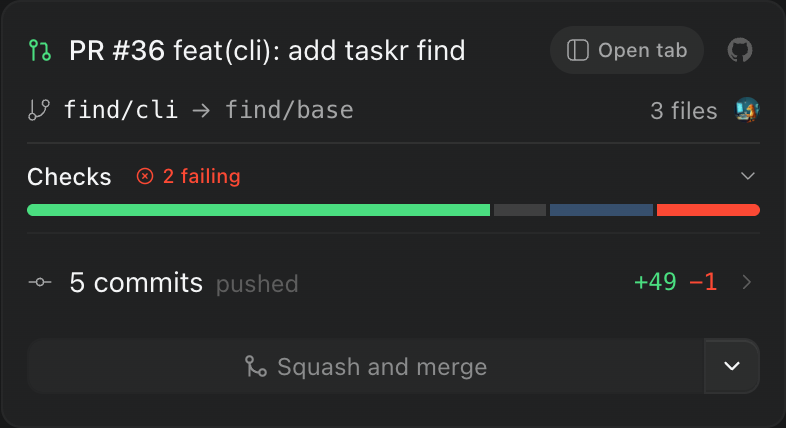 PR #36 feat(cli): add taskr find Open tab
find/cli → find/base 3 files
Checks 2 failing
5 commits pushed +49 −1
Squash and merge